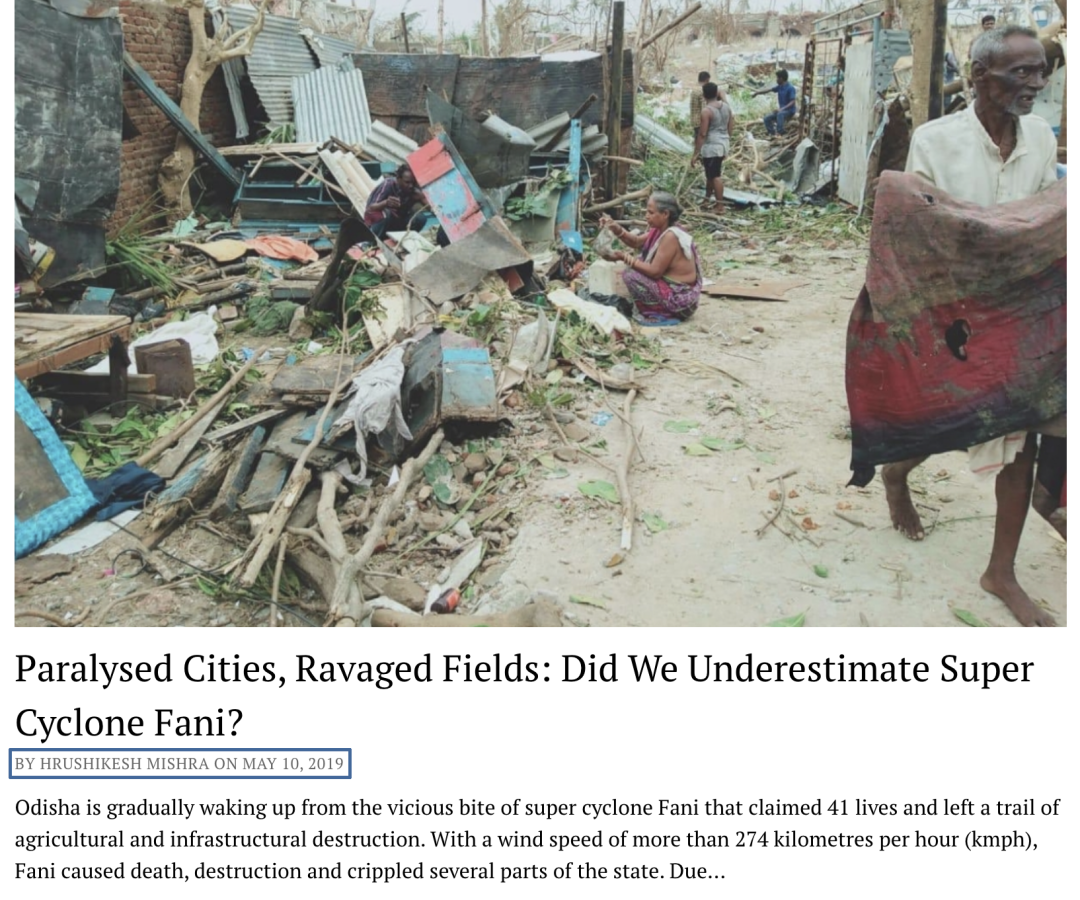 Paralysed Cities, Ravaged Fields: Did We Underestimate Super
Cyclone Fani?
BY HRUSHIKESH MISHRA ON MAY 10, 2019
Odisha is gradually waking up from the vicious bite of super cyclone Fani that claimed 41 lives and left a trail of
agricultural and infrastructural destruction. With a wind speed of more than 274 kilometres per hour (kmph),
Fani caused death, destruction and crippled several parts of the state. Due…